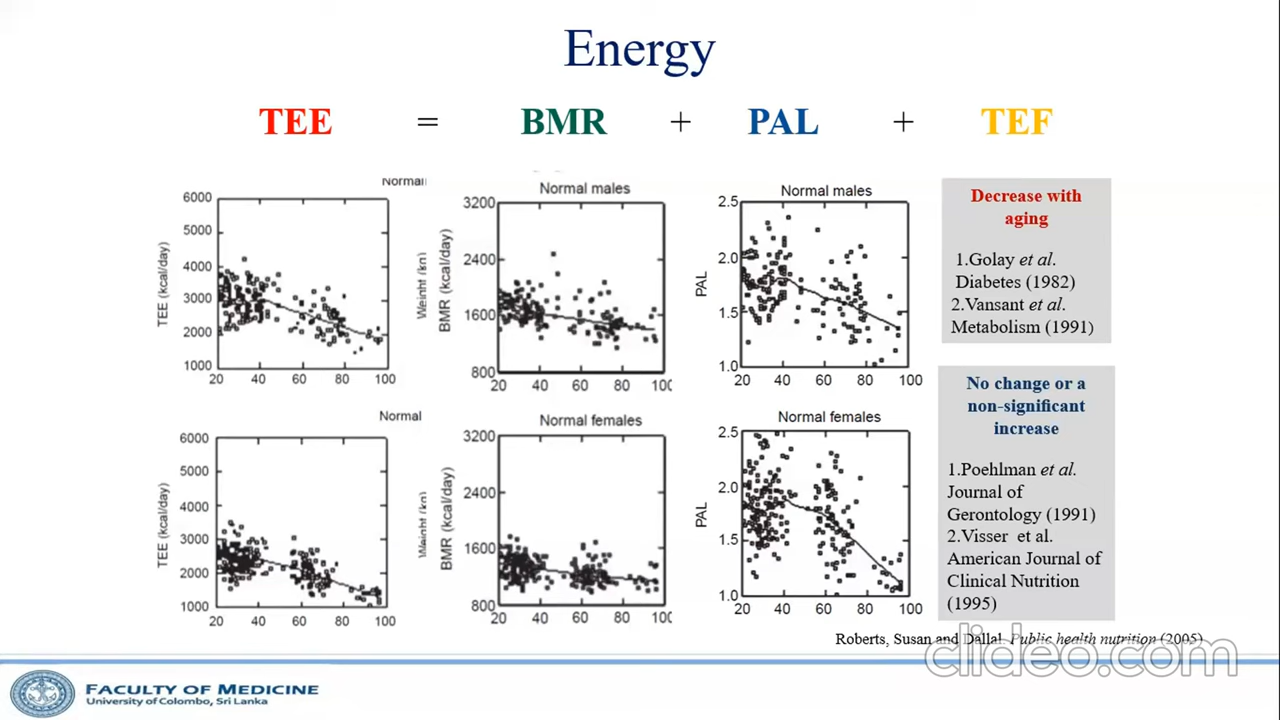 Energy
TEE = BMR + PAL + TEF
Normal
6000
5000
4000
3000
2000
1000
TEE (kcal/day)
20 40 60 80 100
Normal males
3200
2400
1600
800
Weight (kg)
BMR (kcal/day)
20 40 60 80 100
Normal males
2.5
2.0
1.5
1.0
PAL
20 40 60 80 100
Decrease with
aging
1.Golay et al.
Diabetes (1982)
2.Vansant et al.
Metabolism (1991)
Normal
6000
5000
4000
3000
2000
1000
TEE (kcal/day)
20 40 60 80 100
Normal females
3200
2400
1600
800
Weight (kg)
BMR (kcal/day)
20 40 60 80 100
Normal females
2.5
2.0
1.5
1.0
PAL
20 40 60 80 100
No change or a
non-significant
increase
1.Poehlman et al.
Journal of
Gerontology (1991)
2.Visser et al.
American Journal of
Clinical Nutrition
(1995)
Roberts, Susan and Dallal. Public health nutrition (2005)
clideo.com
FACULTY OF MEDICINE
University of Colombo, Sri Lanka